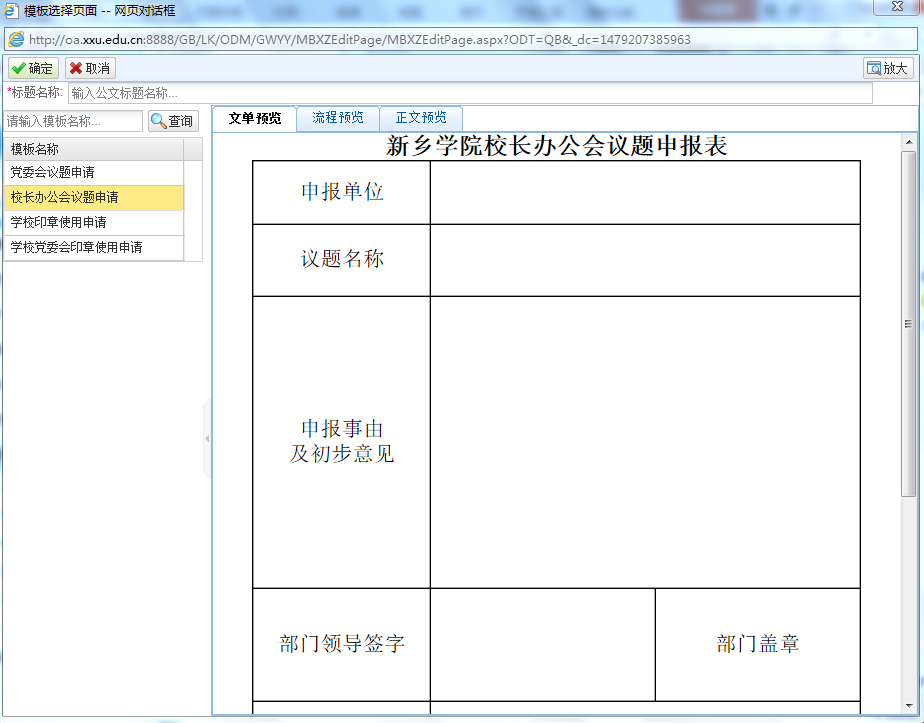 模板选择页面 -- 网页对话框
http://oa.xxu.edu.cn:8888/GB/LK/ODM/GWYY/MBXZEditPage/MBXZEditPage.aspx?ODT=QB&_dc=1479207385963
确定 取消 放大
*标题名称: 输入公文标题名称...
请输入模板名称... 查询
模板名称
党委会议题申请
校长办公会议题申请
学校印章使用申请
学校党委会印章使用申请
文单预览 流程预览 正文预览
新乡学院校长办公会议题申报表
申报单位
议题名称
申报事由
及初步意见
部门领导签字 部门盖章